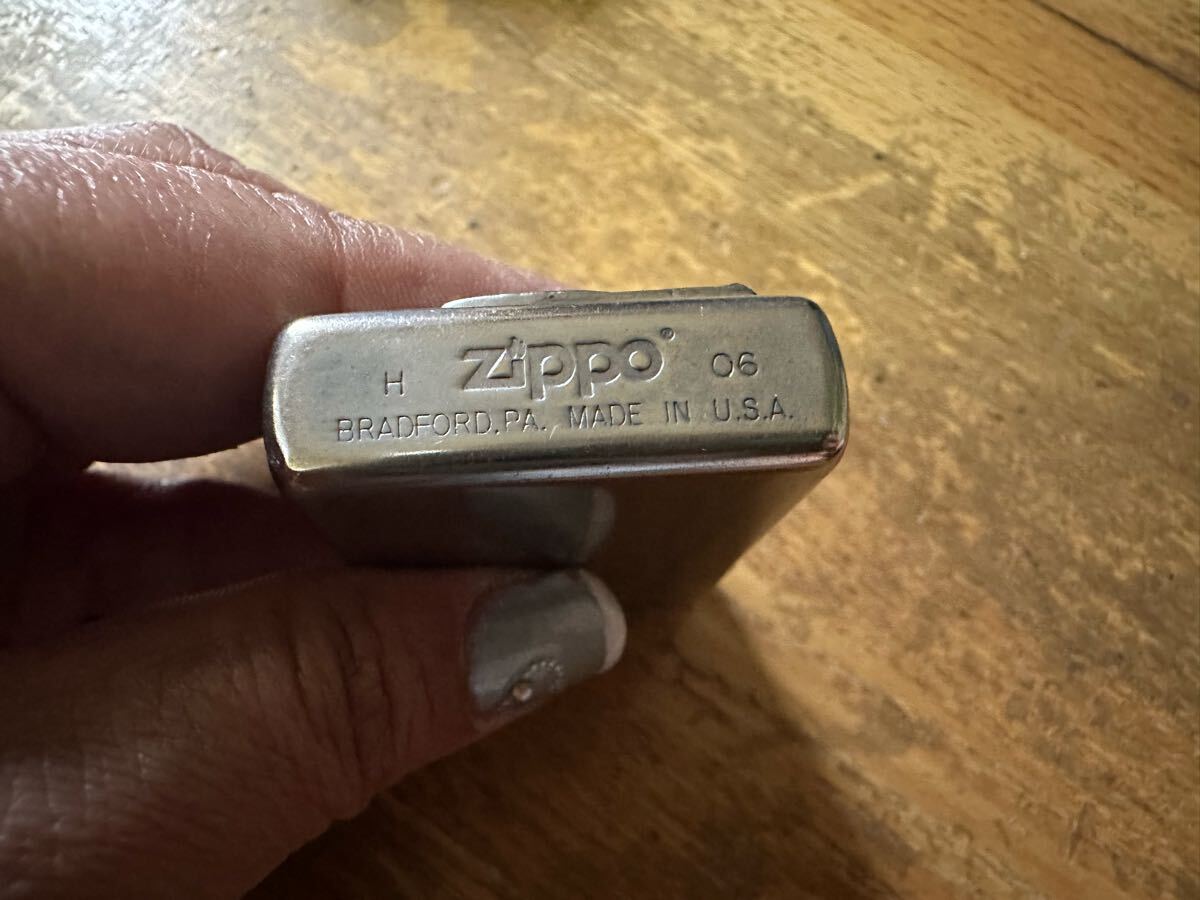 H Zippo® 06
BRADFORD, PA. MADE IN U.S.A.